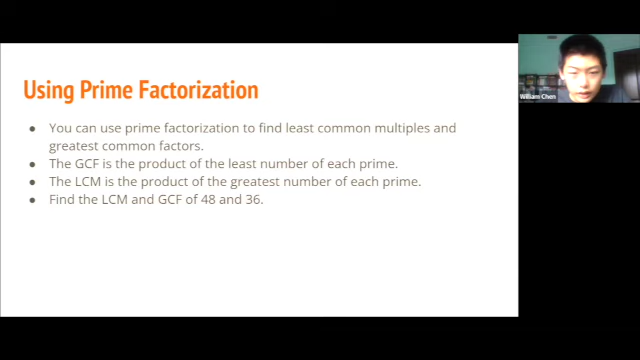 Using Prime Factorization
● You can use prime factorization to find least common multiples and
greatest common factors.
● The GCF is the product of the least number of each prime.
● The LCM is the product of the greatest number of each prime.
● Find the LCM and GCF of 48 and 36.
William Chen